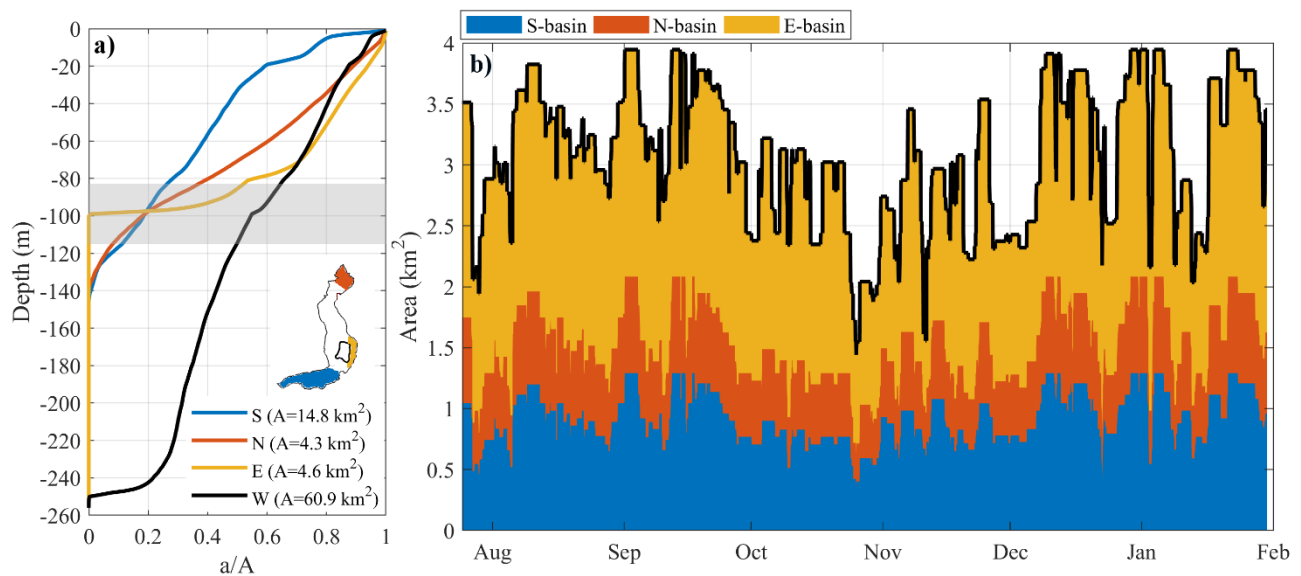 S-basin N-basin E-basin
a)
0
-20
-40
-60
-80
-100
-120
-140
-160
-180
-200
-220
-240
-260
Depth (m)
S (A=14.8 km²)
N (A=4.3 km²)
E (A=4.6 km²)
W (A=60.9 km²)
0 0.2 0.4 0.6 0.8 1
a/A
b)
4
3.5
3
2.5
2
1.5
1
0.5
0
Area (km²)
Aug Sep Oct Nov Dec Jan Feb